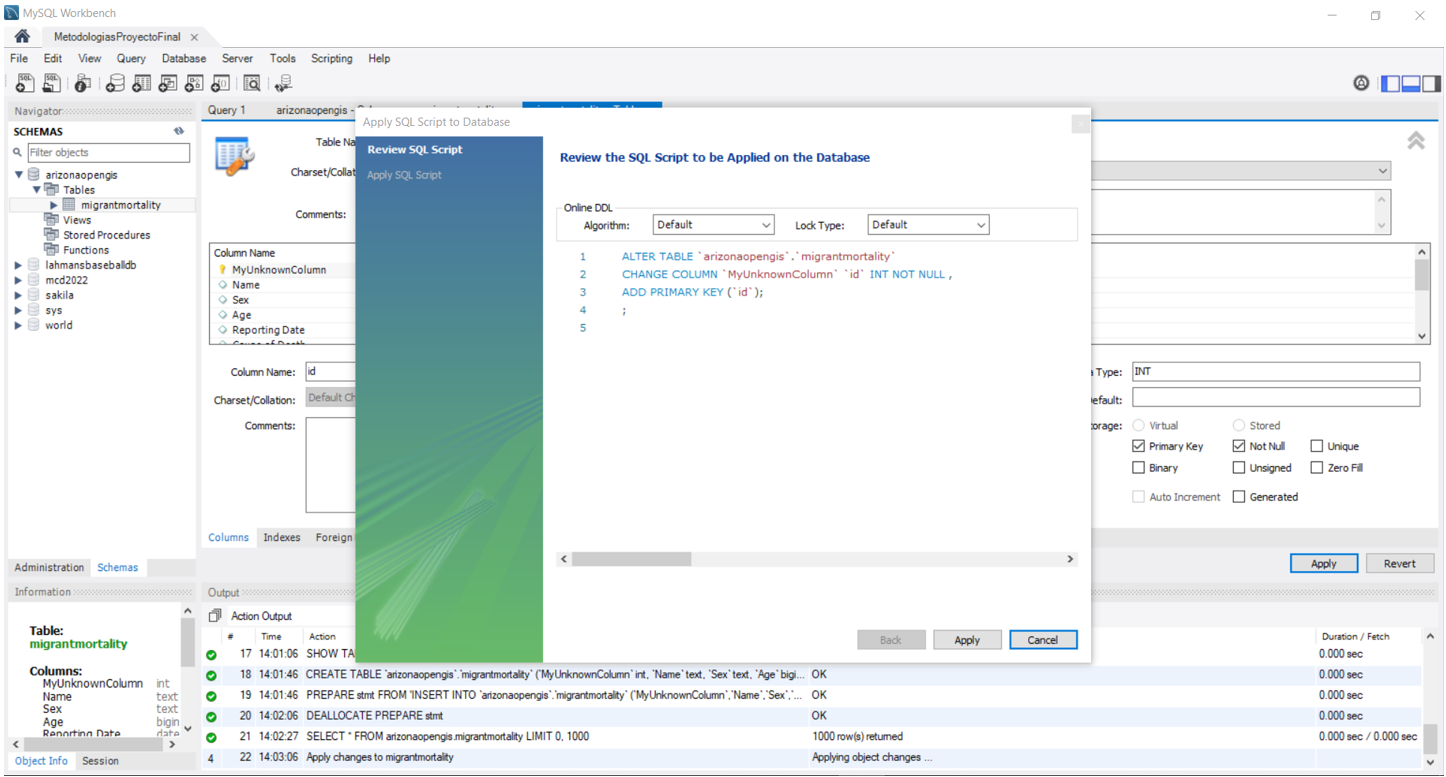 MySQL Workbench
MetodologiasProyectoFinal
File Edit View Query Database Server Tools Scripting Help
Navigator
SCHEMAS
Filter objects
arizonaopengis
Tables
migrantmortality
Views
Stored Procedures
Functions
lahmansbaseballdb
mcd2022
sakila
sys
world
Administration Schemas
Information
Table:
migrantmortality
Columns:
MyUnknownColumn int
Name text
Sex text
Age bigin
Reporting Date date
Object Info Session
Query 1 arizonaopengis -
Table Na
Charset/Collat
Comments:
Column Name
MyUnknownColumn
Name
Sex
Age
Reporting Date
Cause of Death
Column Name: id
Charset/Collation: Default Ch
Comments:
Columns Indexes Foreign
Apply SQL Script to Database
Review SQL Script
Apply SQL Script
Review the SQL Script to be Applied on the Database
Online DDL
Algorithm: Default Lock Type: Default
1 ALTER TABLE `arizonaopengis`.`migrantmortality`
2 CHANGE COLUMN `MyUnknownColumn` `id` INT NOT NULL ,
3 ADD PRIMARY KEY (`id`);
4 ;
5
Back Apply Cancel
Type: INT
Default:
orage: Virtual Stored
Primary Key Not Null Unique
Binary Unsigned Zero Fill
Auto Increment Generated
Apply Revert
Output
Action Output
# Time Action Duration / Fetch
17 14:01:06 SHOW TA 0.000 sec
18 14:01:46 CREATE TABLE `arizonaopengis`.`migrantmortality` (`MyUnknownColumn` int, `Name` text, `Sex` text, `Age` bigi... OK 0.000 sec
19 14:01:46 PREPARE stmt FROM 'INSERT INTO `arizonaopengis`.`migrantmortality` (`MyUnknownColumn`,`Name`,`Sex`,`... OK 0.000 sec
20 14:02:06 DEALLOCATE PREPARE stmt OK 0.000 sec
21 14:02:27 SELECT * FROM arizonaopengis.migrantmortality LIMIT 0, 1000 1000 row(s) returned 0.000 sec / 0.000 sec
4 22 14:03:06 Apply changes to migrantmortality Applying object changes ...